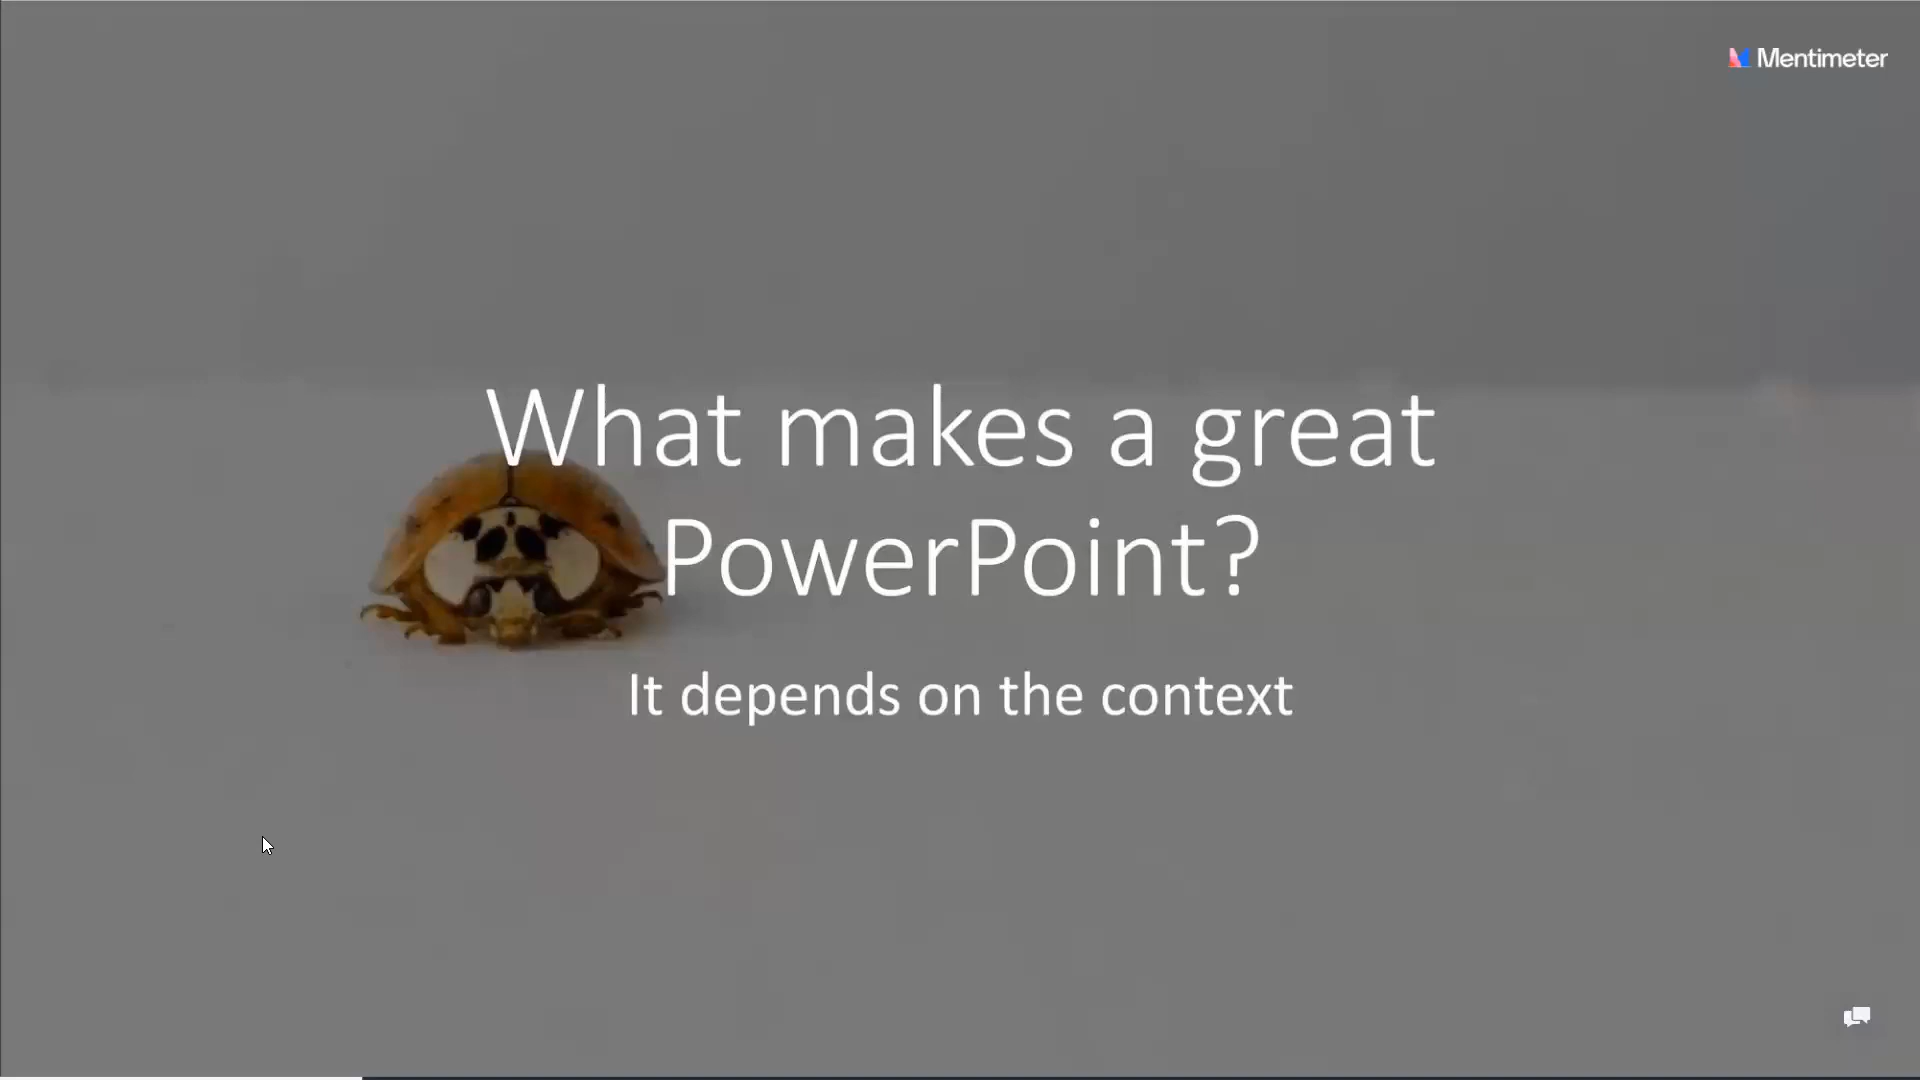 Mentimeter
What makes a great
PowerPoint?
It depends on the context